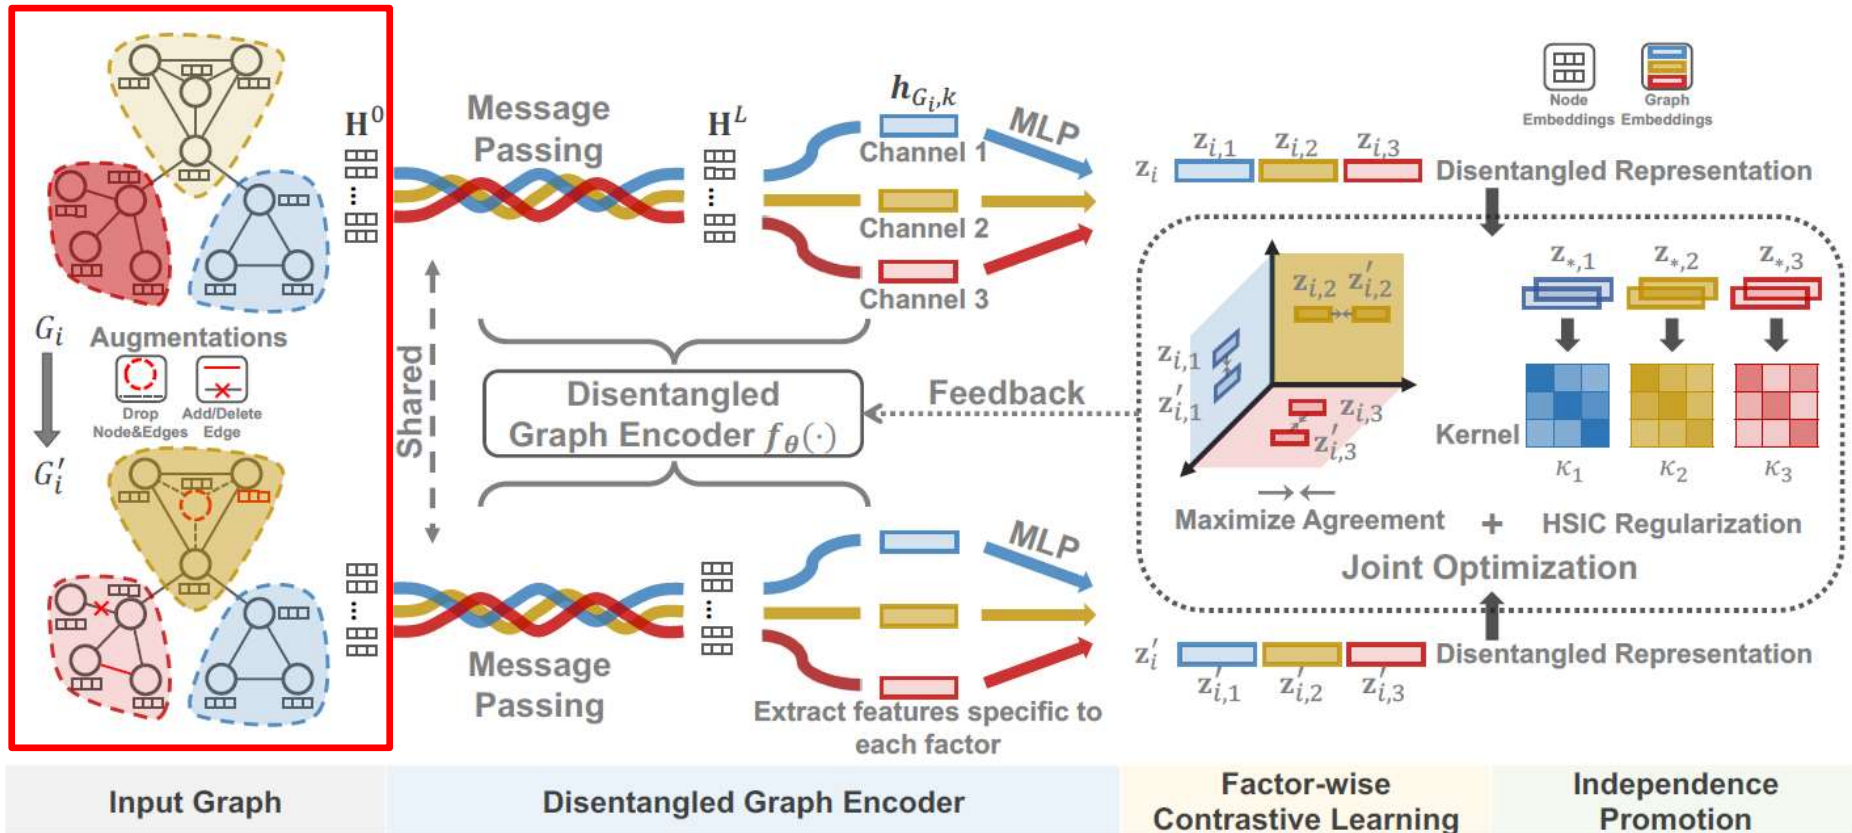 H⁰
G_i
Augmentations
Drop
Node&Edges
Add/Delete
Edge
G′_i
Message
Passing
H^L
h_{G_i,k}
Channel 1
Channel 2
Channel 3
MLP
Shared
Disentangled
Graph Encoder f_θ(·)
Feedback
Message
Passing
MLP
Extract features specific to
each factor
Node
Embeddings
Graph
Embeddings
z_i
z_{i,1} z_{i,2} z_{i,3}
Disentangled Representation
z_{i,2} z′_{i,2}
z_{i,1}
z′_{i,1}
z_{i,3}
z′_{i,3}
z_{*,1} z_{*,2} z_{*,3}
Kernel
κ₁ κ₂ κ₃
Maximize Agreement + HSIC Regularization
Joint Optimization
z′_i
Disentangled Representation
z′_{i,1} z′_{i,2} z′_{i,3}
Input Graph
Disentangled Graph Encoder
Factor-wise
Contrastive Learning
Independence
Promotion